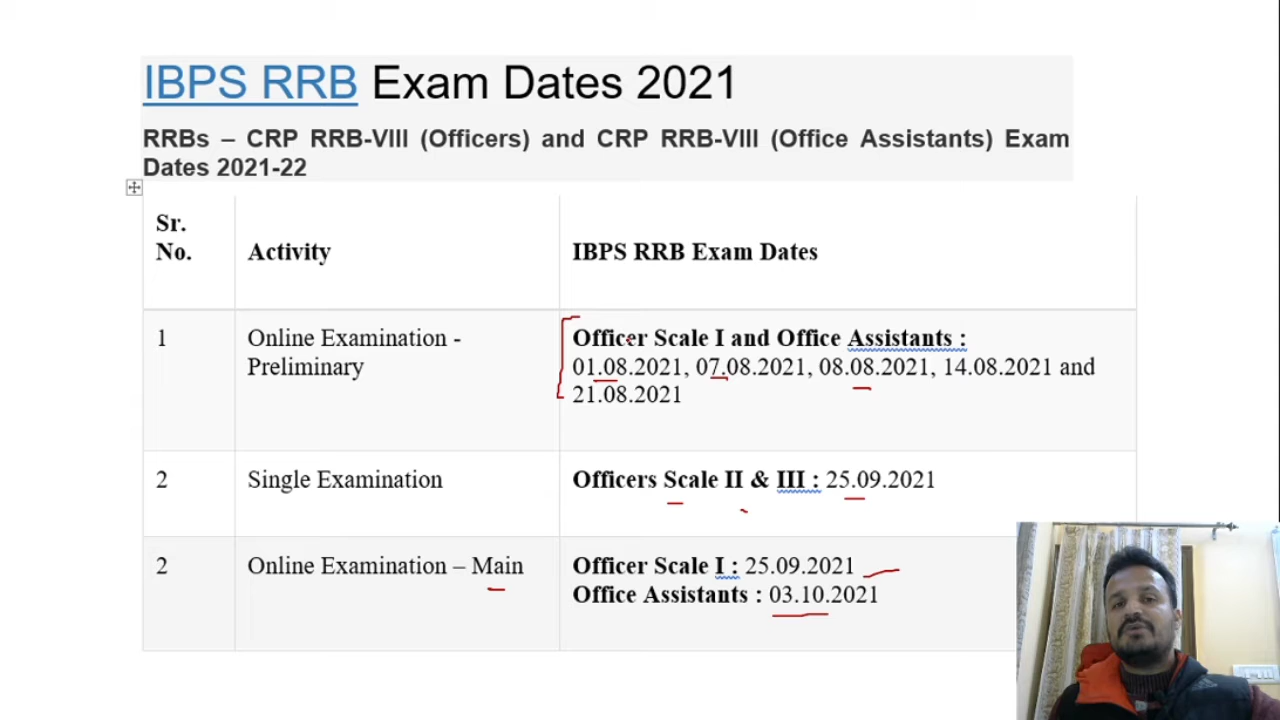 IBPS RRB Exam Dates 2021
RRBs – CRP RRB-VIII (Officers) and CRP RRB-VIII (Office Assistants) Exam
Dates 2021-22
Sr.
No.
Activity
IBPS RRB Exam Dates
1
Online Examination -
Preliminary
Officer Scale I and Office Assistants :
01.08.2021, 07.08.2021, 08.08.2021, 14.08.2021 and
21.08.2021
2
Single Examination
Officers Scale II & III : 25.09.2021
2
Online Examination – Main
Officer Scale I : 25.09.2021
Office Assistants : 03.10.2021